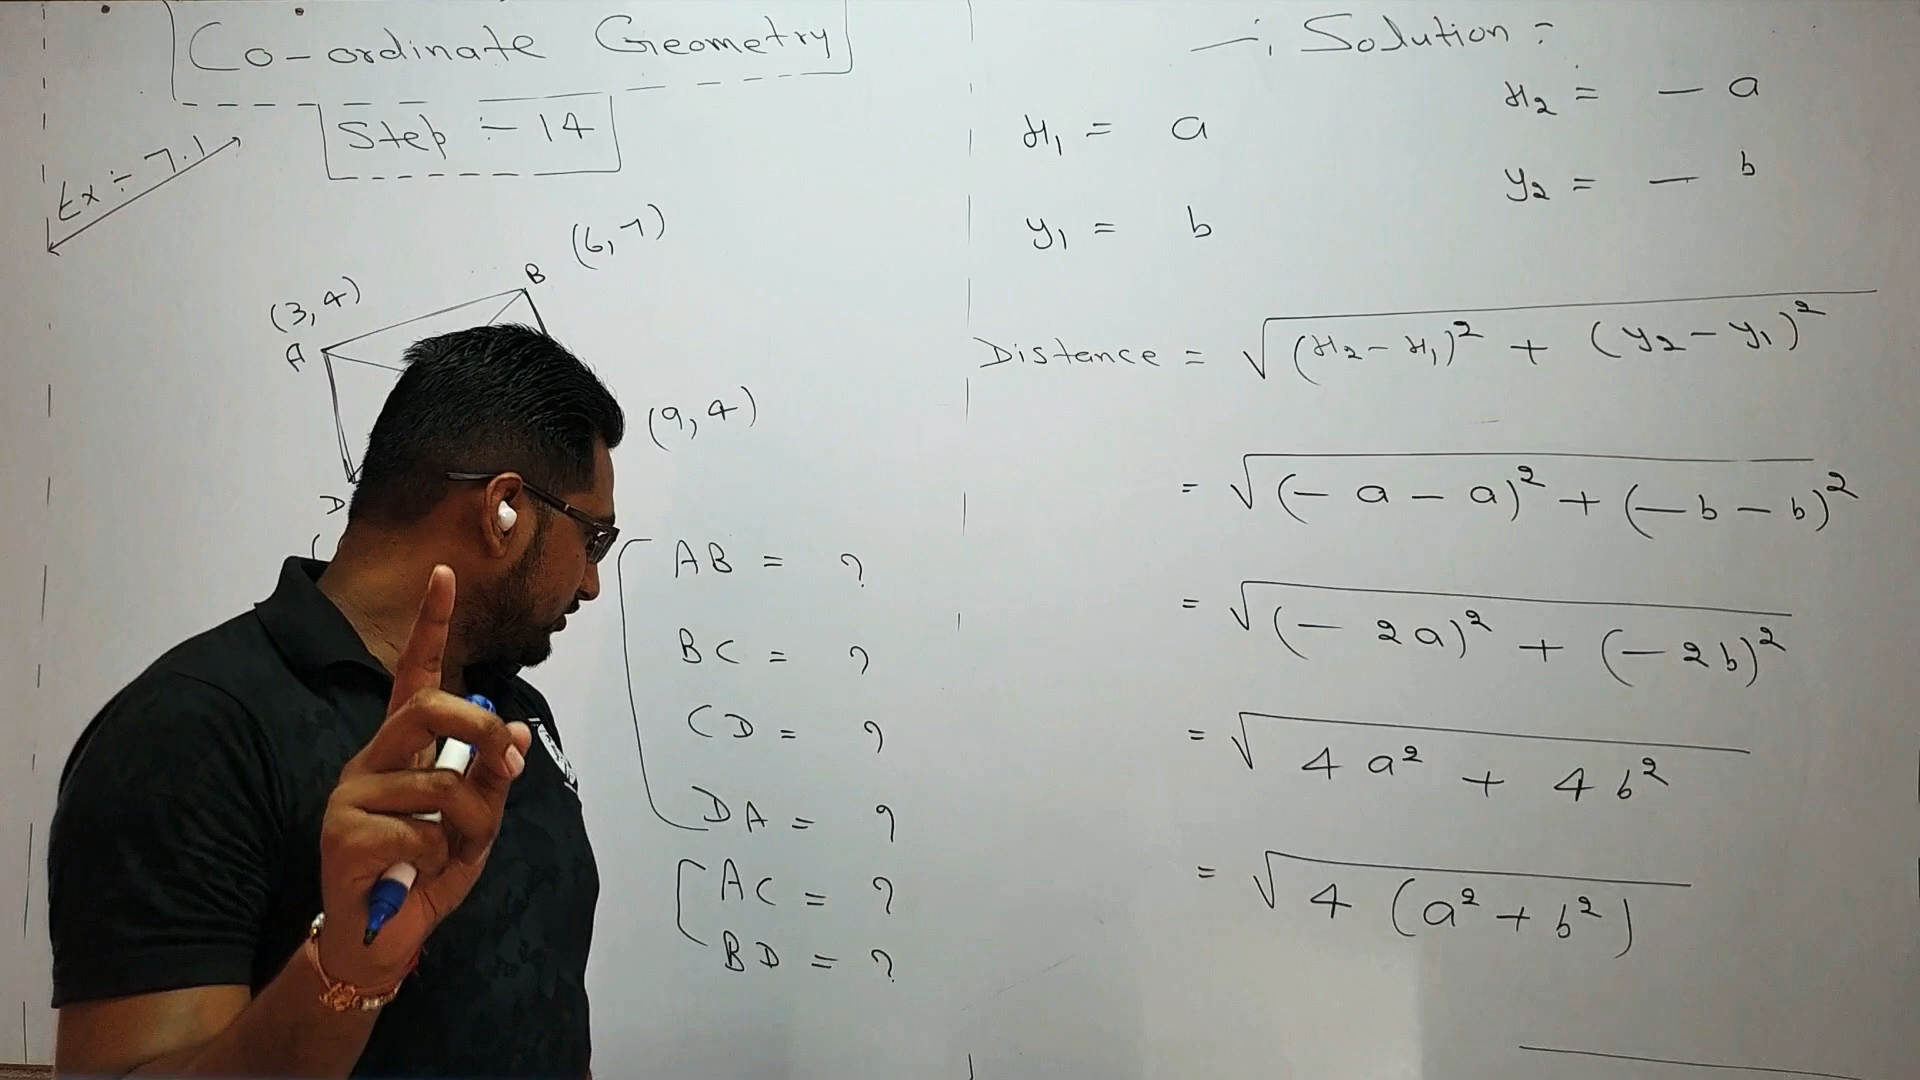 Co-ordinate Geometry
Step :- 14
Ex :- 7.1
(6, 7)
B
(3, 4)
A
(9, 4)
D
(
AB = ?
BC = ?
CD = ?
DA = ?
AC = ?
BD = ?
—: Solution :
x₁ = a
x₂ = - a
y₁ = b
y₂ = - b
Distance = √(x₂ - x₁)² + (y₂ - y₁)²
= √(- a - a)² + (- b - b)²
= √(- 2a)² + (- 2b)²
= √4a² + 4b²
= √4 (a² + b²)